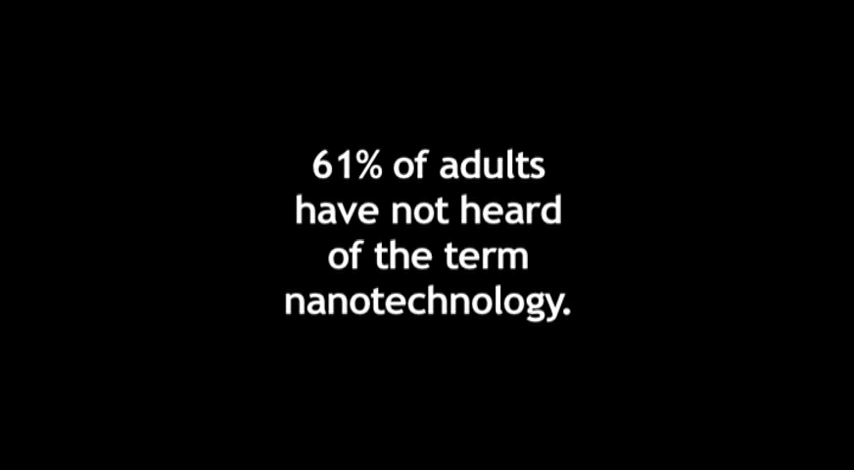 61% of adults
have not heard
of the term
nanotechnology.